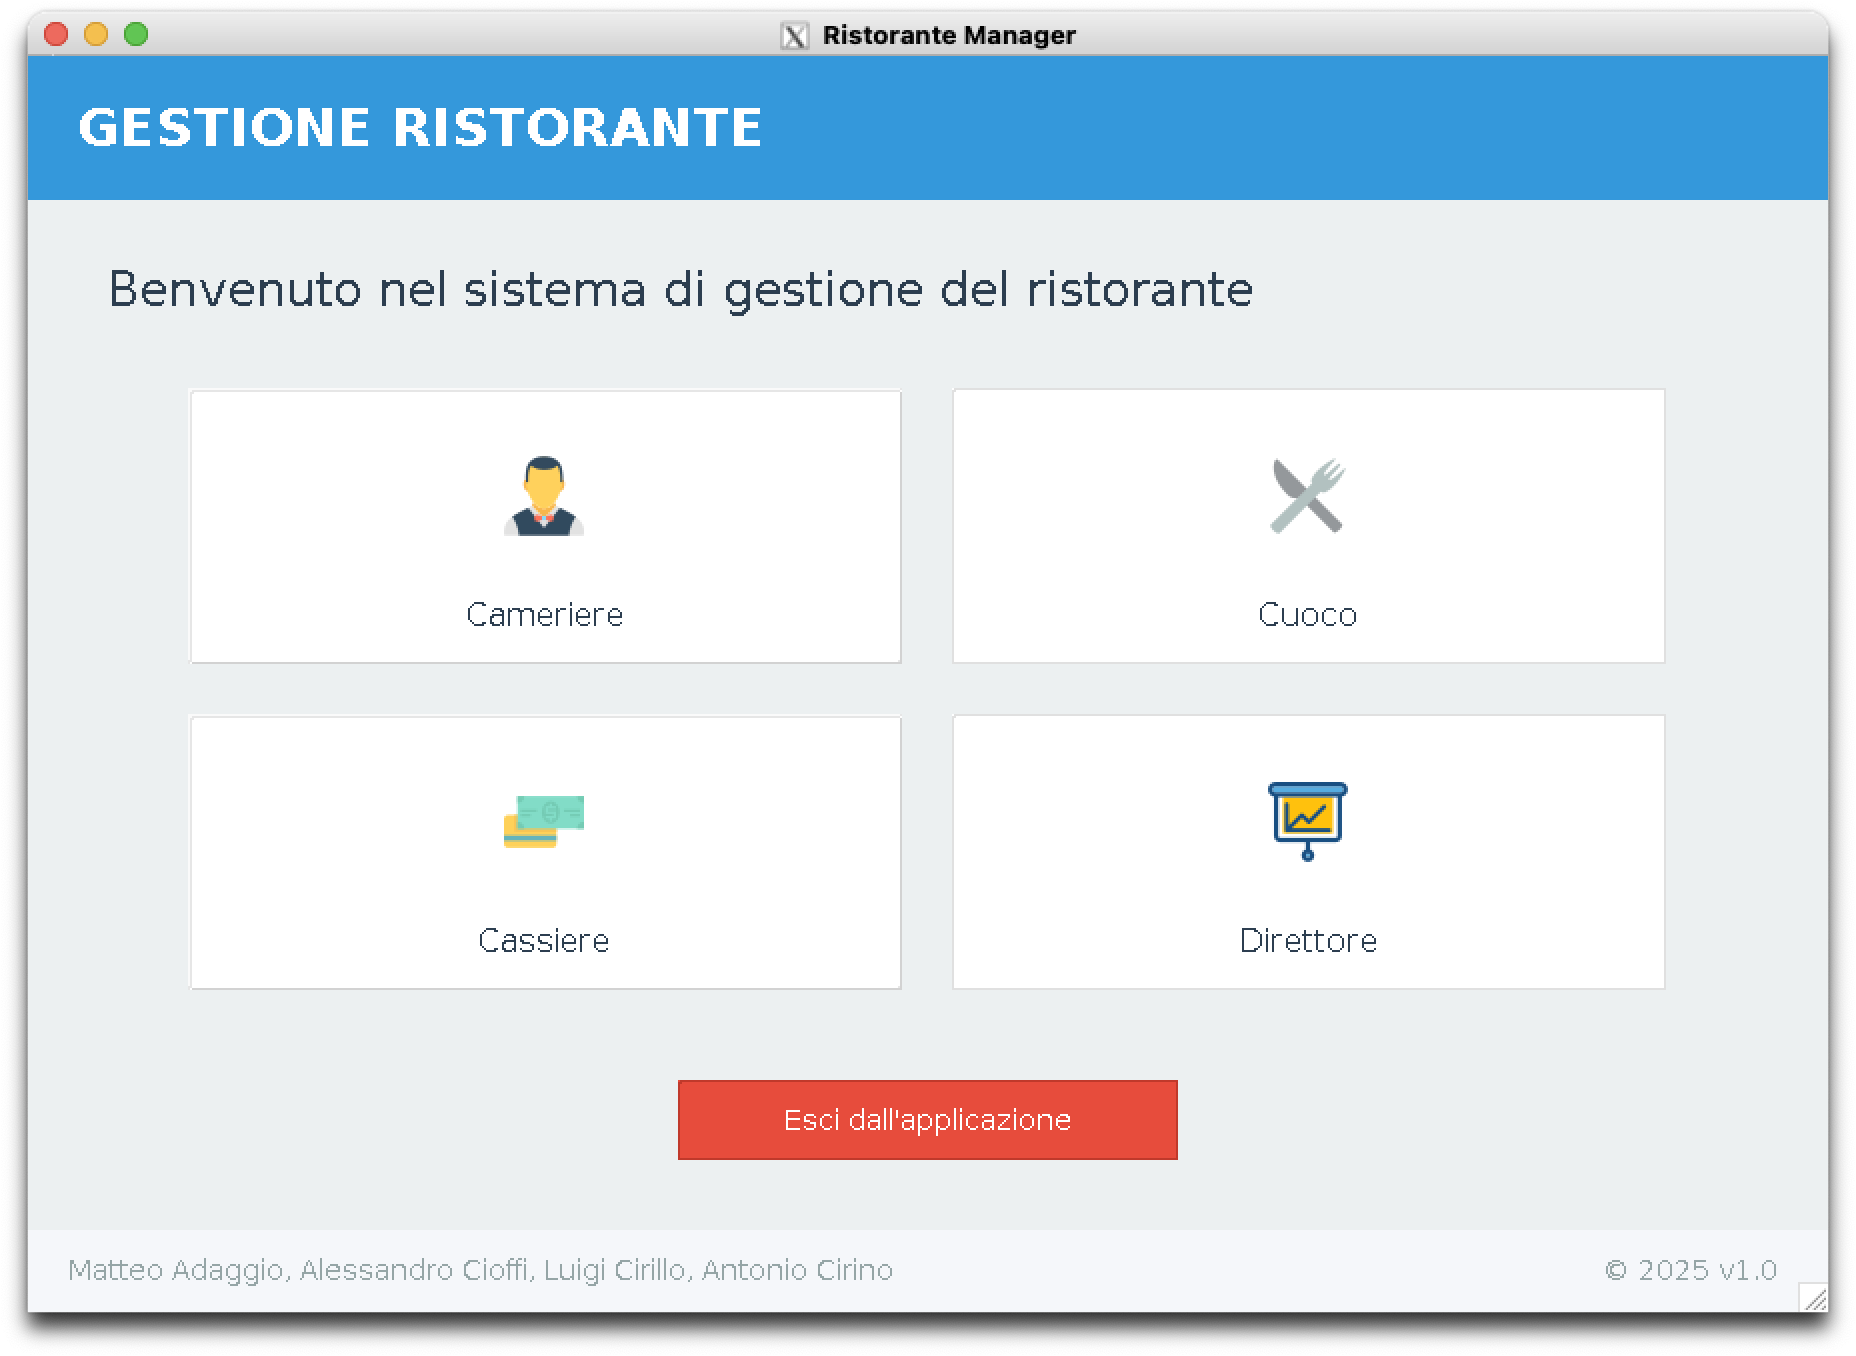 Ristorante Manager
GESTIONE RISTORANTE
Benvenuto nel sistema di gestione del ristorante
Cameriere
Cuoco
Cassiere
Direttore
Esci dall'applicazione
Matteo Adaggio, Alessandro Cioffi, Luigi Cirillo, Antonio Cirino
© 2025 v1.0